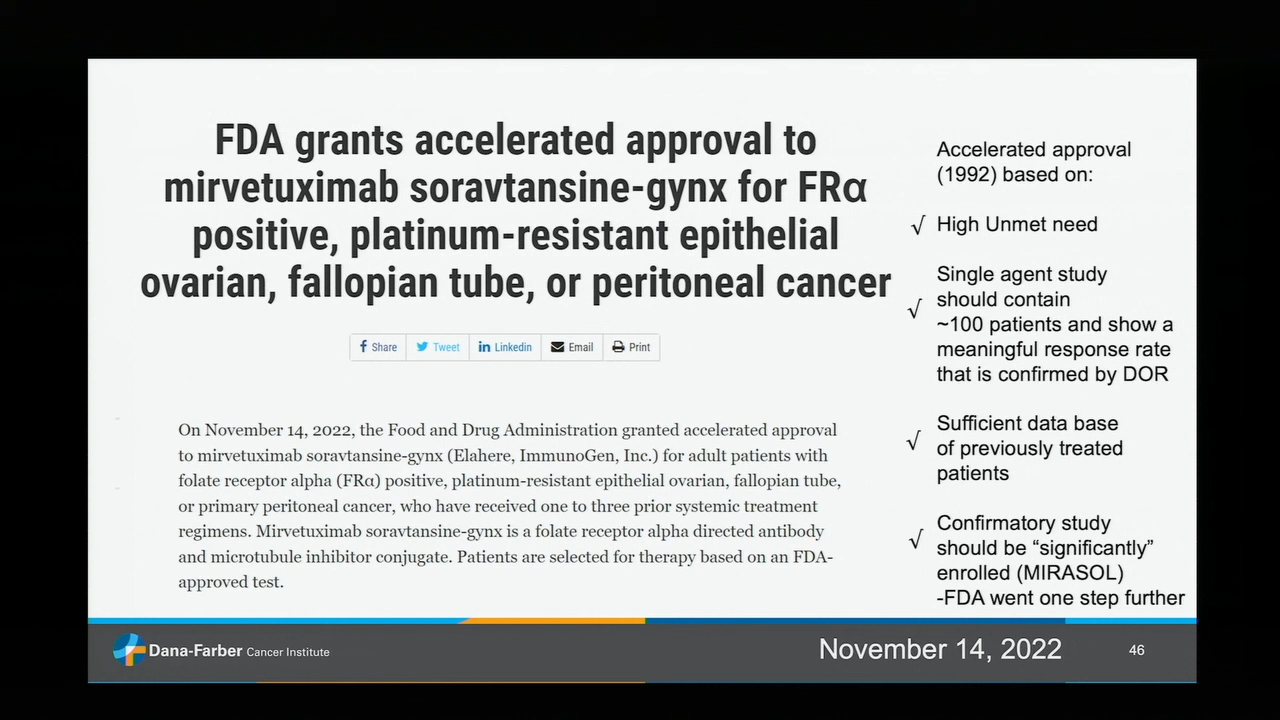 FDA grants accelerated approval to
mirvetuximab soravtansine-gynx for FRα
positive, platinum-resistant epithelial
ovarian, fallopian tube, or peritoneal cancer
Share Tweet Linkedin Email Print
On November 14, 2022, the Food and Drug Administration granted accelerated approval
to mirvetuximab soravtansine-gynx (Elahere, ImmunoGen, Inc.) for adult patients with
folate receptor alpha (FRα) positive, platinum-resistant epithelial ovarian, fallopian tube,
or primary peritoneal cancer, who have received one to three prior systemic treatment
regimens. Mirvetuximab soravtansine-gynx is a folate receptor alpha directed antibody
and microtubule inhibitor conjugate. Patients are selected for therapy based on an FDA-
approved test.
Accelerated approval
(1992) based on:
√ High Unmet need
Single agent study
√ should contain
~100 patients and show a
meaningful response rate
that is confirmed by DOR
√ Sufficient data base
of previously treated
patients
√ Confirmatory study
should be “significantly”
enrolled (MIRASOL)
-FDA went one step further
Dana-Farber Cancer Institute
November 14, 2022
46